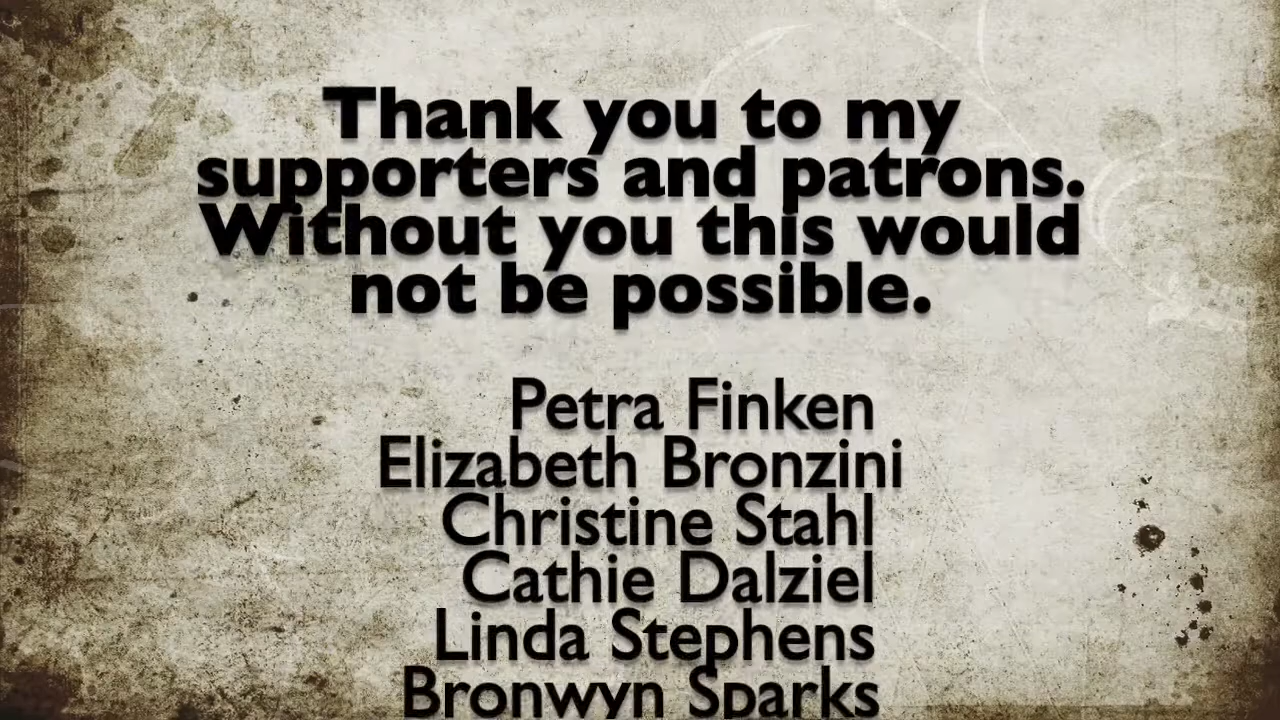 Thank you to my
supporters and patrons.
Without you this would
not be possible.
Petra Finken
Elizabeth Bronzini
Christine Stahl
Cathie Dalziel
Linda Stephens
Bronwyn Sparks